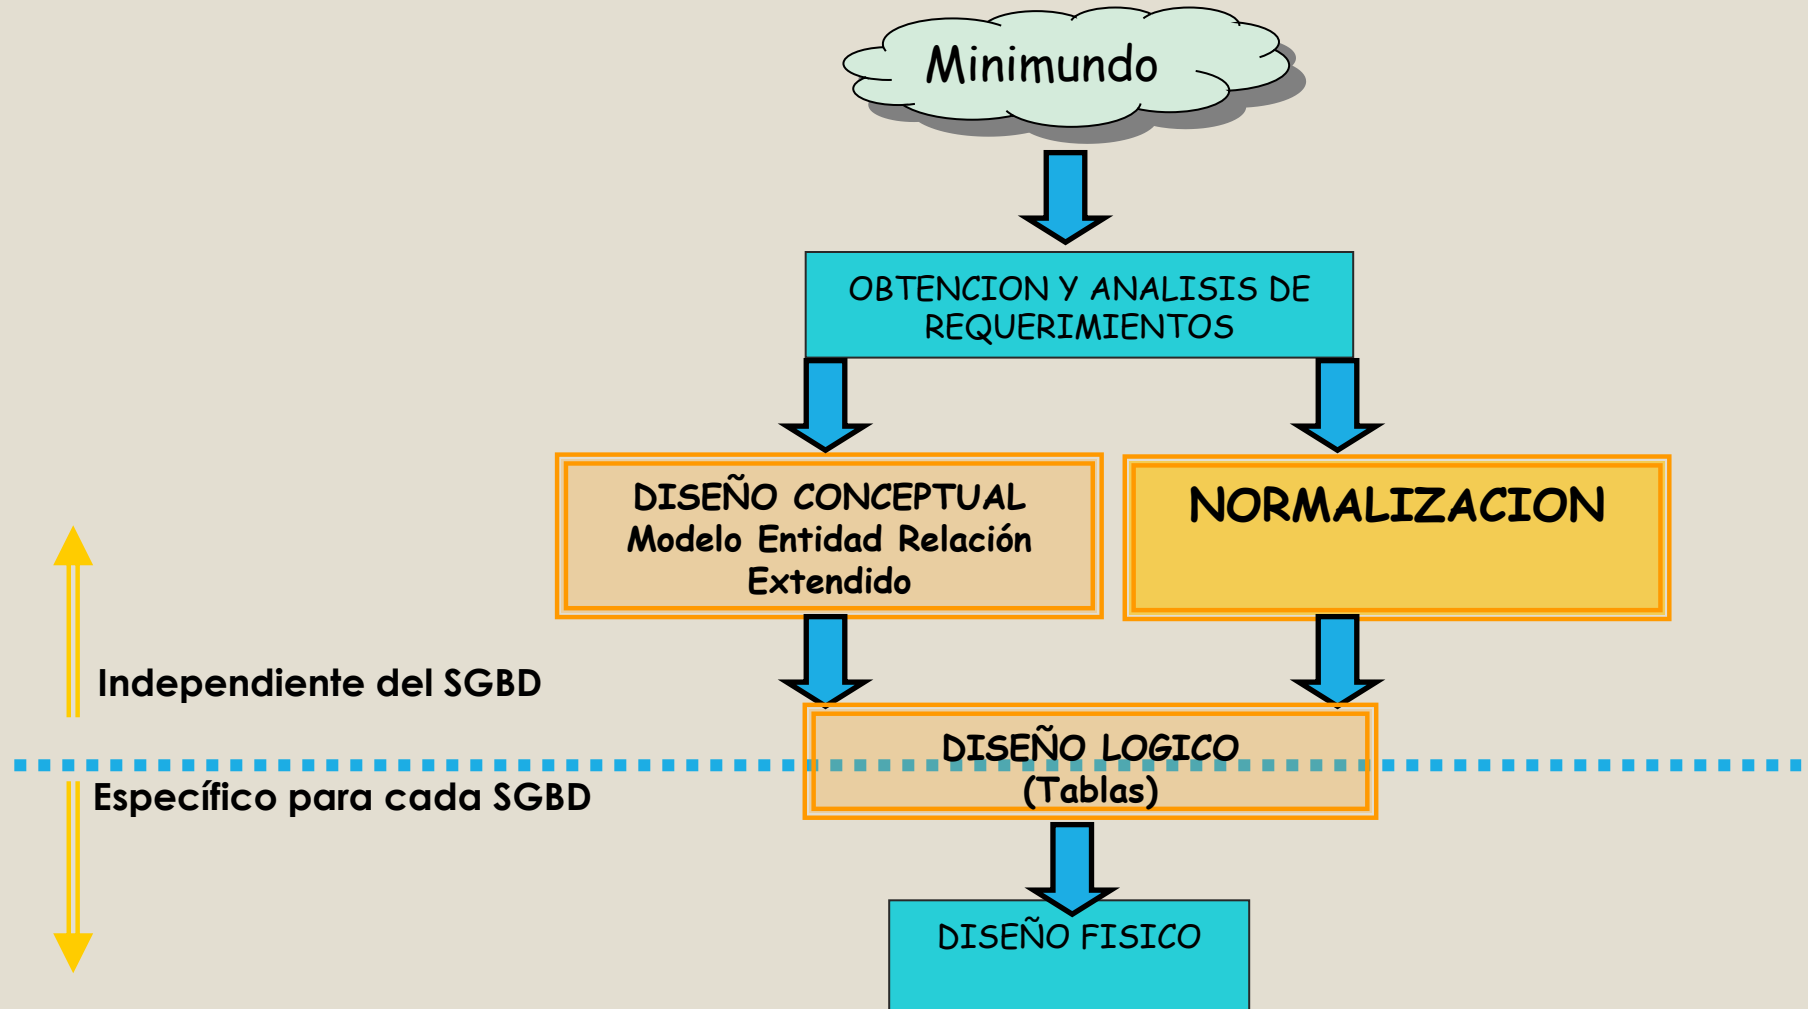 Minimundo
OBTENCION Y ANALISIS DE
REQUERIMIENTOS
DISEÑO CONCEPTUAL
Modelo Entidad Relación
Extendido
NORMALIZACION
Independiente del SGBD
DISEÑO LOGICO
(Tablas)
Específico para cada SGBD
DISEÑO FISICO